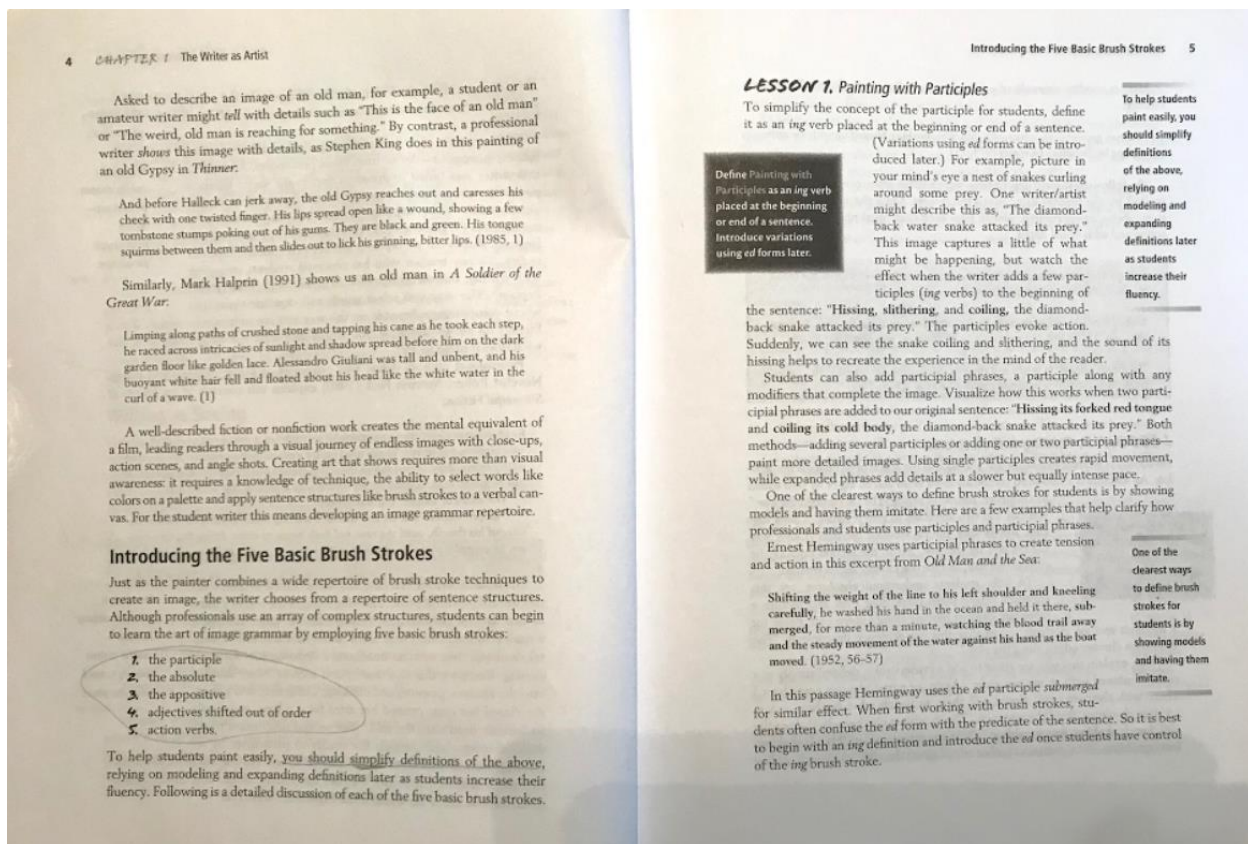 4 CHAPTER 1 The Writer as Artist
Asked to describe an image of an old man, for example, a student or an
amateur writer might tell with details such as "This is the face of an old man"
or "The weird, old man is reaching for something." By contrast, a professional
writer shows this image with details, as Stephen King does in this painting of
an old Gypsy in Thinner:
And before Halleck can jerk away, the old Gypsy reaches out and caresses his
cheek with one twisted finger. His lips spread open like a wound, showing a few
tombstone stumps poking out of his gums. They are black and green. His tongue
squirms between them and then slides out to lick his grinning, bitter lips. (1985, 1)
Similarly, Mark Halprin (1991) shows us an old man in A Soldier of the
Great War:
Limping along paths of crushed stone and tapping his cane as he took each step,
he raced across intricacies of sunlight and shadow spread before him on the dark
garden floor like golden lace. Alessandro Giuliani was tall and unbent, and his
buoyant white hair fell and floated about his head like the white water in the
curl of a wave. (1)
A well-described fiction or nonfiction work creates the mental equivalent of
a film, leading readers through a visual journey of endless images with close-ups,
action scenes, and angle shots. Creating art that shows requires more than visual
awareness: it requires a knowledge of technique, the ability to select words like
colors on a palette and apply sentence structures like brush strokes to a verbal can-
vas. For the student writer this means developing an image grammar repertoire.
Introducing the Five Basic Brush Strokes
Just as the painter combines a wide repertoire of brush stroke techniques to
create an image, the writer chooses from a repertoire of sentence structures.
Although professionals use an array of complex structures, students can begin
to learn the art of image grammar by employing five basic brush strokes:
1. the participle
2. the absolute
3. the appositive
4. adjectives shifted out of order
5. action verbs.
To help students paint easily, you should simplify definitions of the above,
relying on modeling and expanding definitions later as students increase their
fluency. Following is a detailed discussion of each of the five basic brush strokes.
Introducing the Five Basic Brush Strokes 5
LESSON 1. Painting with Participles
To simplify the concept of the participle for students, define
it as an ing verb placed at the beginning or end of a sentence.
(Variations using ed forms can be intro-
duced later.) For example, picture in
your mind's eye a nest of snakes curling
around some prey. One writer/artist
might describe this as, "The diamond-
back water snake attacked its prey."
This image captures a little of what
might be happening, but watch the
effect when the writer adds a few par-
ticiples (ing verbs) to the beginning of
the sentence: "Hissing, slithering, and coiling, the diamond-
back snake attacked its prey." The participles evoke action.
Suddenly, we can see the snake coiling and slithering, and the sound of its
hissing helps to recreate the experience in the mind of the reader.
Students can also add participial phrases, a participle along with any
modifiers that complete the image. Visualize how this works when two parti-
cipial phrases are added to our original sentence: "Hissing its forked red tongue
and coiling its cold body, the diamond-back snake attacked its prey." Both
methods—adding several participles or adding one or two participial phrases—
paint more detailed images. Using single participles creates rapid movement,
while expanded phrases add details at a slower but equally intense pace.
One of the clearest ways to define brush strokes for students is by showing
models and having them imitate. Here are a few examples that help clarify how
professionals and students use participles and participial phrases.
Ernest Hemingway uses participial phrases to create tension
and action in this excerpt from Old Man and the Sea:
Shifting the weight of the line to his left shoulder and kneeling
carefully, he washed his hand in the ocean and held it there, sub-
merged, for more than a minute, watching the blood trail away
and the steady movement of the water against his hand as the boat
moved. (1952, 56–57)
In this passage Hemingway uses the ed participle submerged
for similar effect. When first working with brush strokes, stu-
dents often confuse the ed form with the predicate of the sentence. So it is best
to begin with an ing definition and introduce the ed once students have control
of the ing brush stroke.
Define Painting with
Participles as an ing verb
placed at the beginning
or end of a sentence.
Introduce variations
using ed forms later.
To help students
paint easily, you
should simplify
definitions
of the above,
relying on
modeling and
expanding
definitions later
as students
increase their
fluency.
One of the
clearest ways
to define brush
strokes for
students is by
showing models
and having them
imitate.